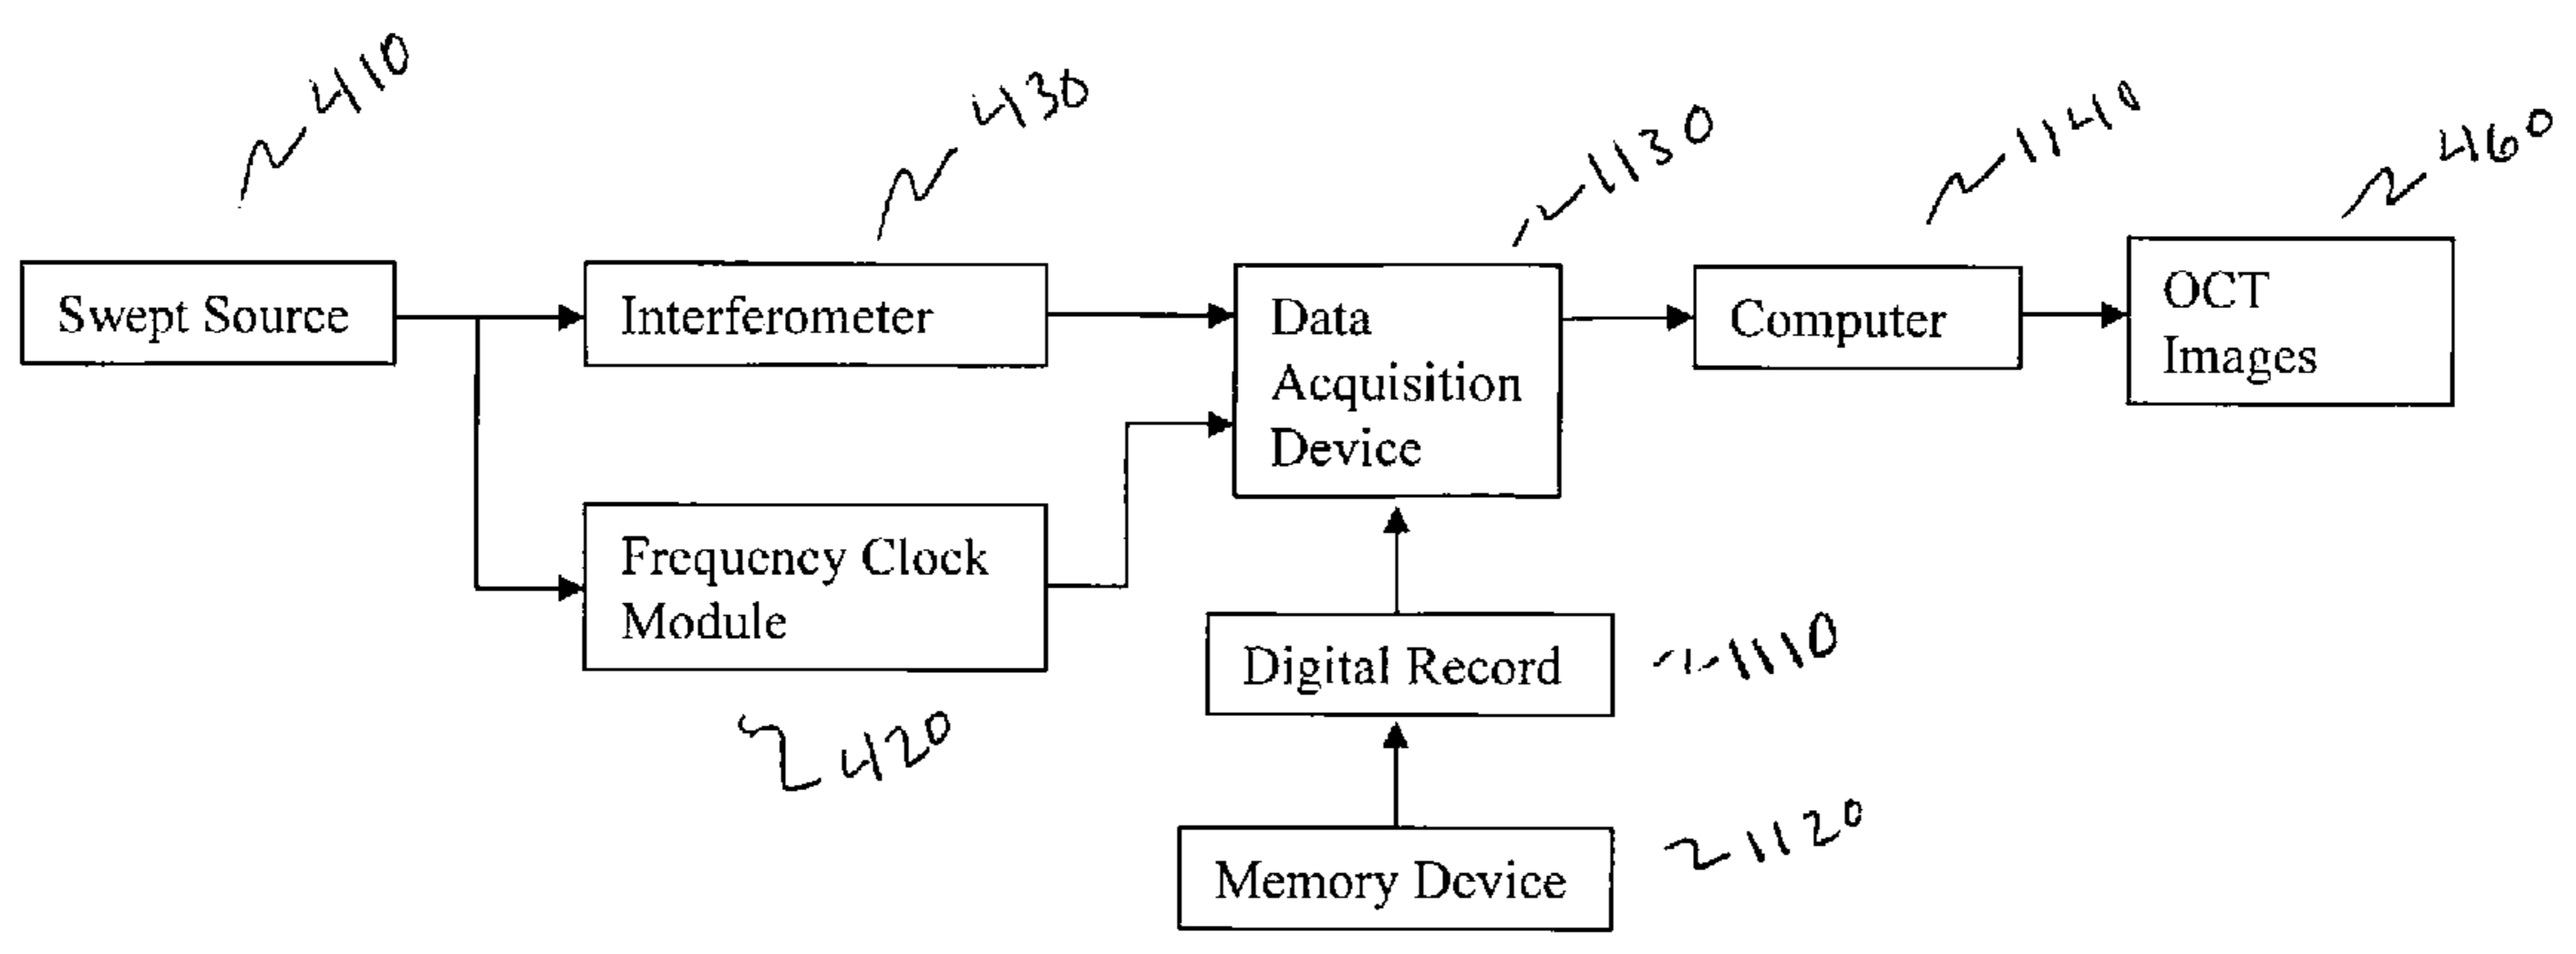 410
430
1130
1140
460
Swept Source
Interferometer
Data
Acquisition
Device
Computer
OCT
Images
Frequency Clock
Module
420
Digital Record
1110
Memory Device
1120